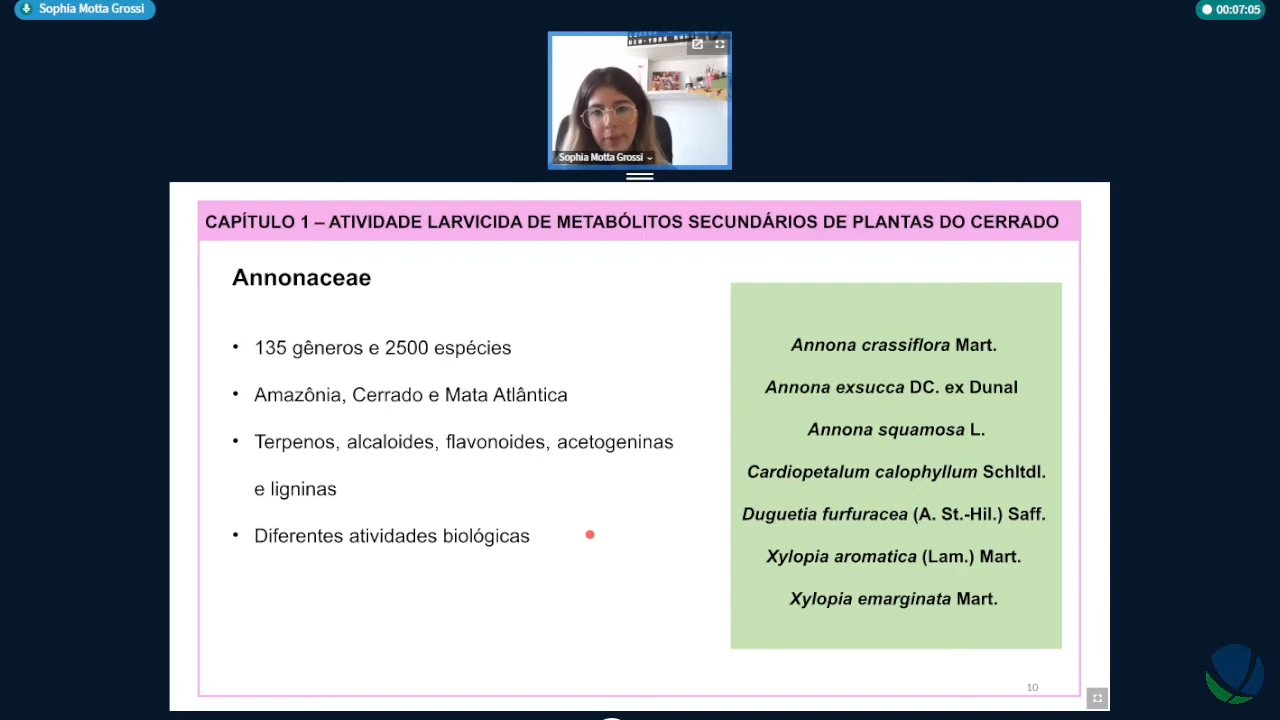 Sophia Motta Grossi
00:07:05
Sophia Motta Grossi
CAPÍTULO 1 – ATIVIDADE LARVICIDA DE METABÓLITOS SECUNDÁRIOS DE PLANTAS DO CERRADO
Annonaceae
• 135 gêneros e 2500 espécies
• Amazônia, Cerrado e Mata Atlântica
• Terpenos, alcaloides, flavonoides, acetogeninas
e ligninas
• Diferentes atividades biológicas
Annona crassiflora Mart.
Annona exsucca DC. ex Dunal
Annona squamosa L.
Cardiopetalum calophyllum Schltdl.
Duguetia furfuracea (A. St.-Hil.) Saff.
Xylopia aromatica (Lam.) Mart.
Xylopia emarginata Mart.
10